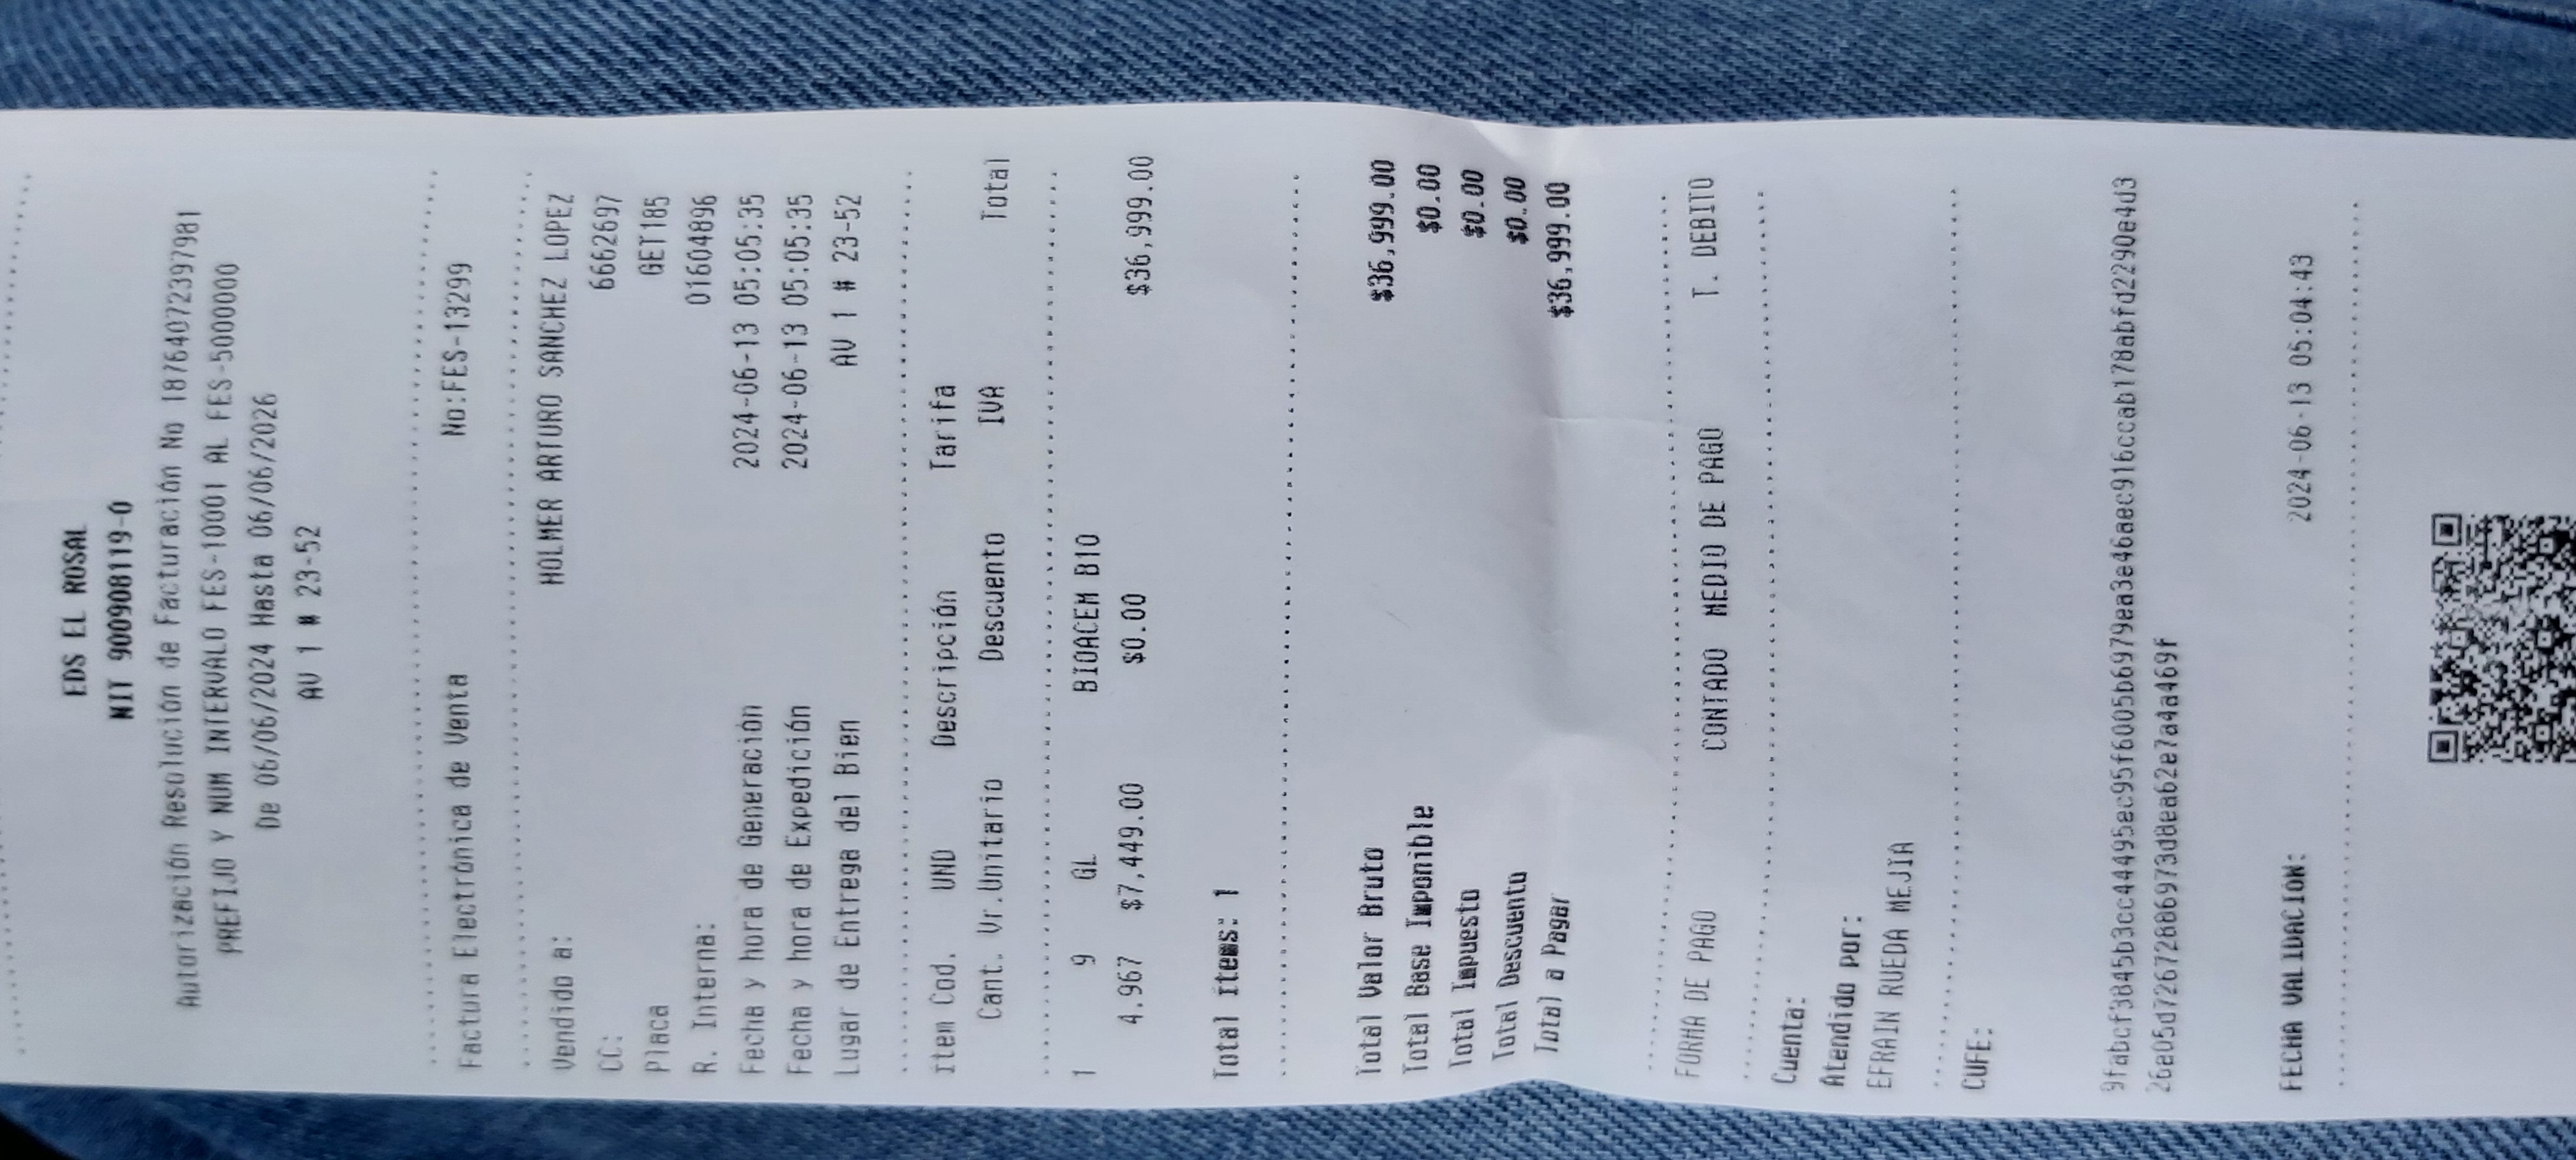 EDS EL ROSAL
NIT 900908119-0
Autorización Resolución de Facturación No 18764072397981
PREFIJO Y NUM INTERVALO FES-10001 AL FES-5000000
De 06/06/2024 Hasta 06/06/2026
AV 1 # 23-52
Factura Electrónica de Venta No:FES-13299
Vendido a: HOLMER ARTURO SANCHEZ LOPEZ
CC: 6662697
Placa GET185
R. Interna: 01604896
Fecha y hora de Generación 2024-06-13 05:05:35
Fecha y hora de Expedición 2024-06-13 05:05:35
Lugar de Entrega del Bien AV 1 # 23-52
Item Cod. UND Descripción Tarifa
Cant. Vr.Unitario Descuento IVA Total
1 9 GL BIOACEM B10
4.967 $7,449.00 $0.00 $36,999.00
Total items: 1
Total Valor Bruto $36,999.00
Total Base Imponible $0.00
Total Impuesto $0.00
Total Descuento $0.00
Total a Pagar $36,999.00
FORMA DE PAGO CONTADO MEDIO DE PAGO T. DEBITO
Cuenta:
Atendido por:
EFRAIN RUEDA MEJIA
CUFE:
FECHA VALIDACION: 2024-06-13 05:04:43